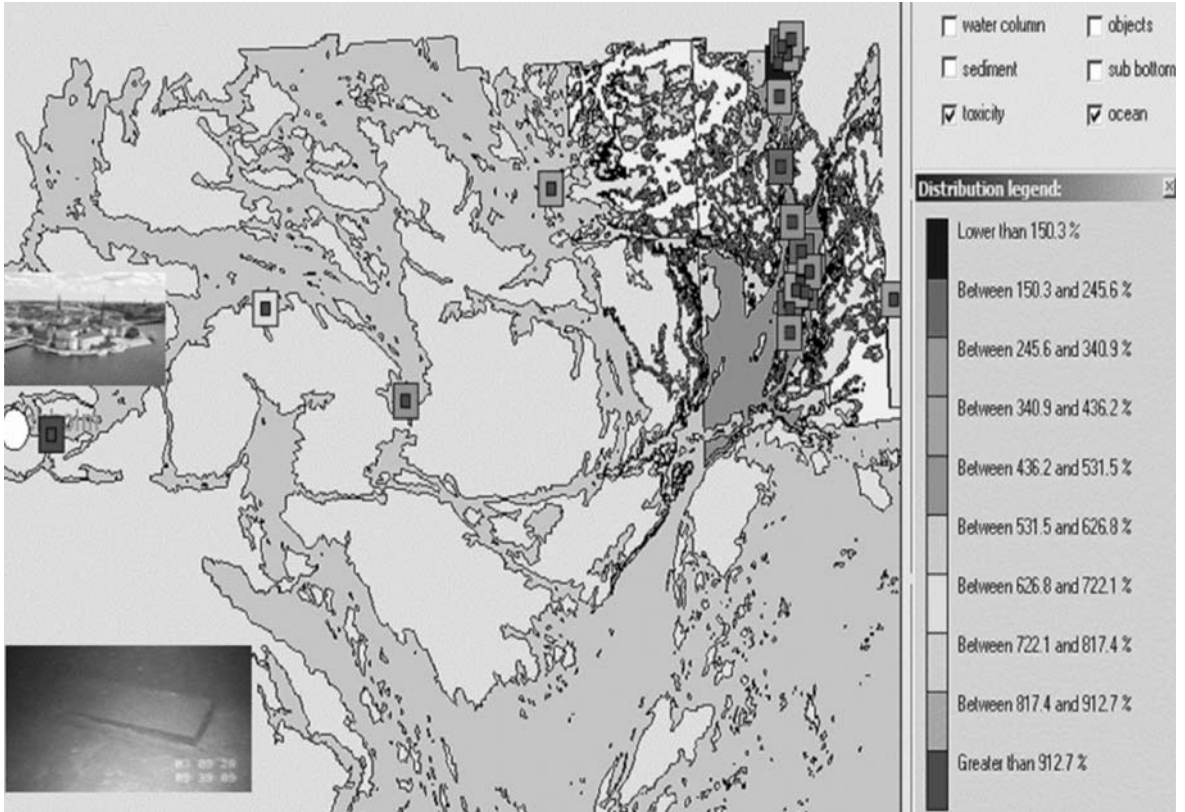 water column
objects
sediment
sub bottom
toxicity
ocean
Distribution legend:
Lower than 150.3 %
Between 150.3 and 245.6 %
Between 245.6 and 340.9 %
Between 340.9 and 436.2 %
Between 436.2 and 531.5 %
Between 531.5 and 626.8 %
Between 626.8 and 722.1 %
Between 722.1 and 817.4 %
Between 817.4 and 912.7 %
Greater than 912.7 %
09:39:09